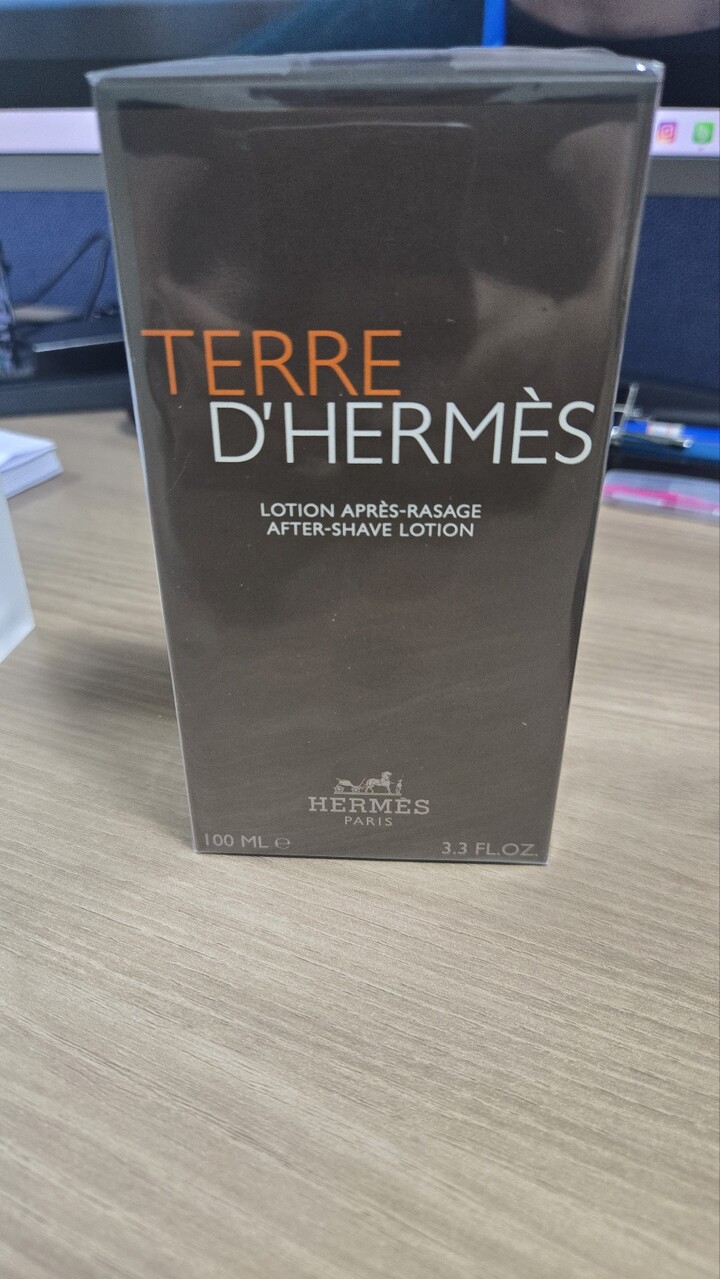 TERRE
D'HERMÈS
LOTION APRÈS-RASAGE
AFTER-SHAVE LOTION
HERMÈS
PARIS
100 ML ℮
3.3 FL.OZ.